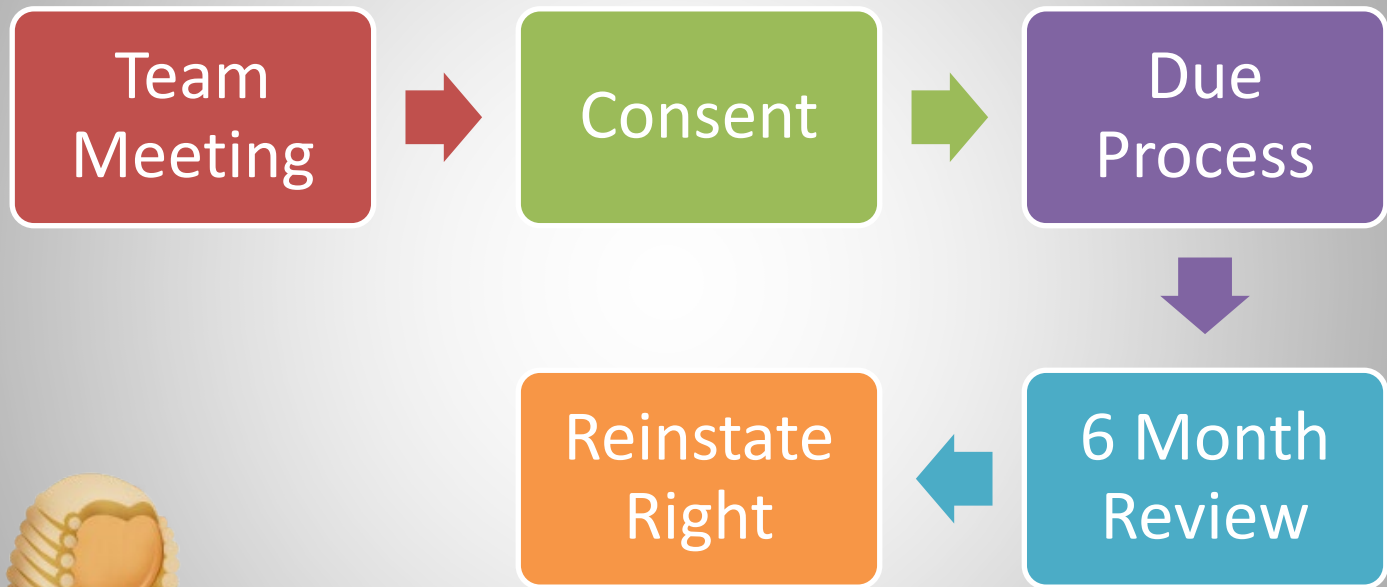 Team
Meeting
Consent
Due
Process
6 Month
Review
Reinstate
Right